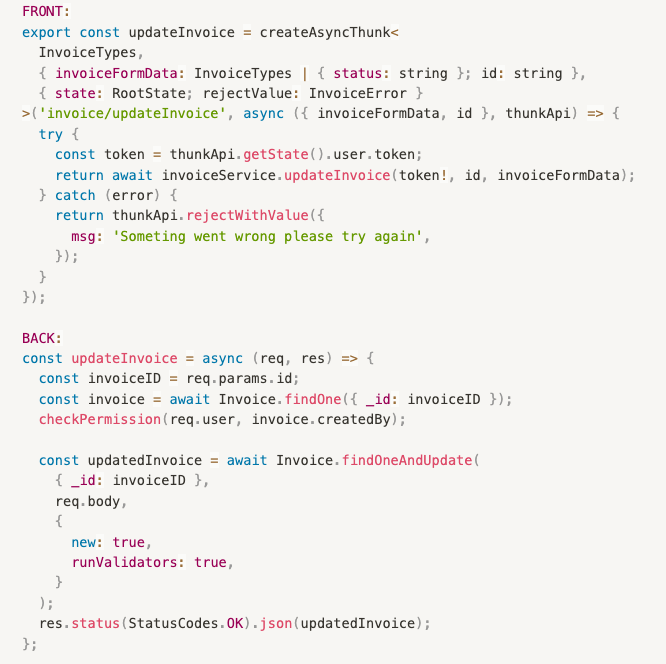 FRONT:
export const updateInvoice = createAsyncThunk<
  InvoiceTypes,
  { invoiceFormData: InvoiceTypes | { status: string }; id: string },
  { state: RootState; rejectValue: InvoiceError }
>('invoice/updateInvoice', async ({ invoiceFormData, id }, thunkApi) => {
  try {
    const token = thunkApi.getState().user.token;
    return await invoiceService.updateInvoice(token!, id, invoiceFormData);
  } catch (error) {
    return thunkApi.rejectWithValue({
      msg: 'Someting went wrong please try again',
    });
  }
});

BACK:
const updateInvoice = async (req, res) => {
  const invoiceID = req.params.id;
  const invoice = await Invoice.findOne({ _id: invoiceID });
  checkPermission(req.user, invoice.createdBy);

  const updatedInvoice = await Invoice.findOneAndUpdate(
    { _id: invoiceID },
    req.body,
    {
      new: true,
      runValidators: true,
    }
  );
  res.status(StatusCodes.OK).json(updatedInvoice);
};